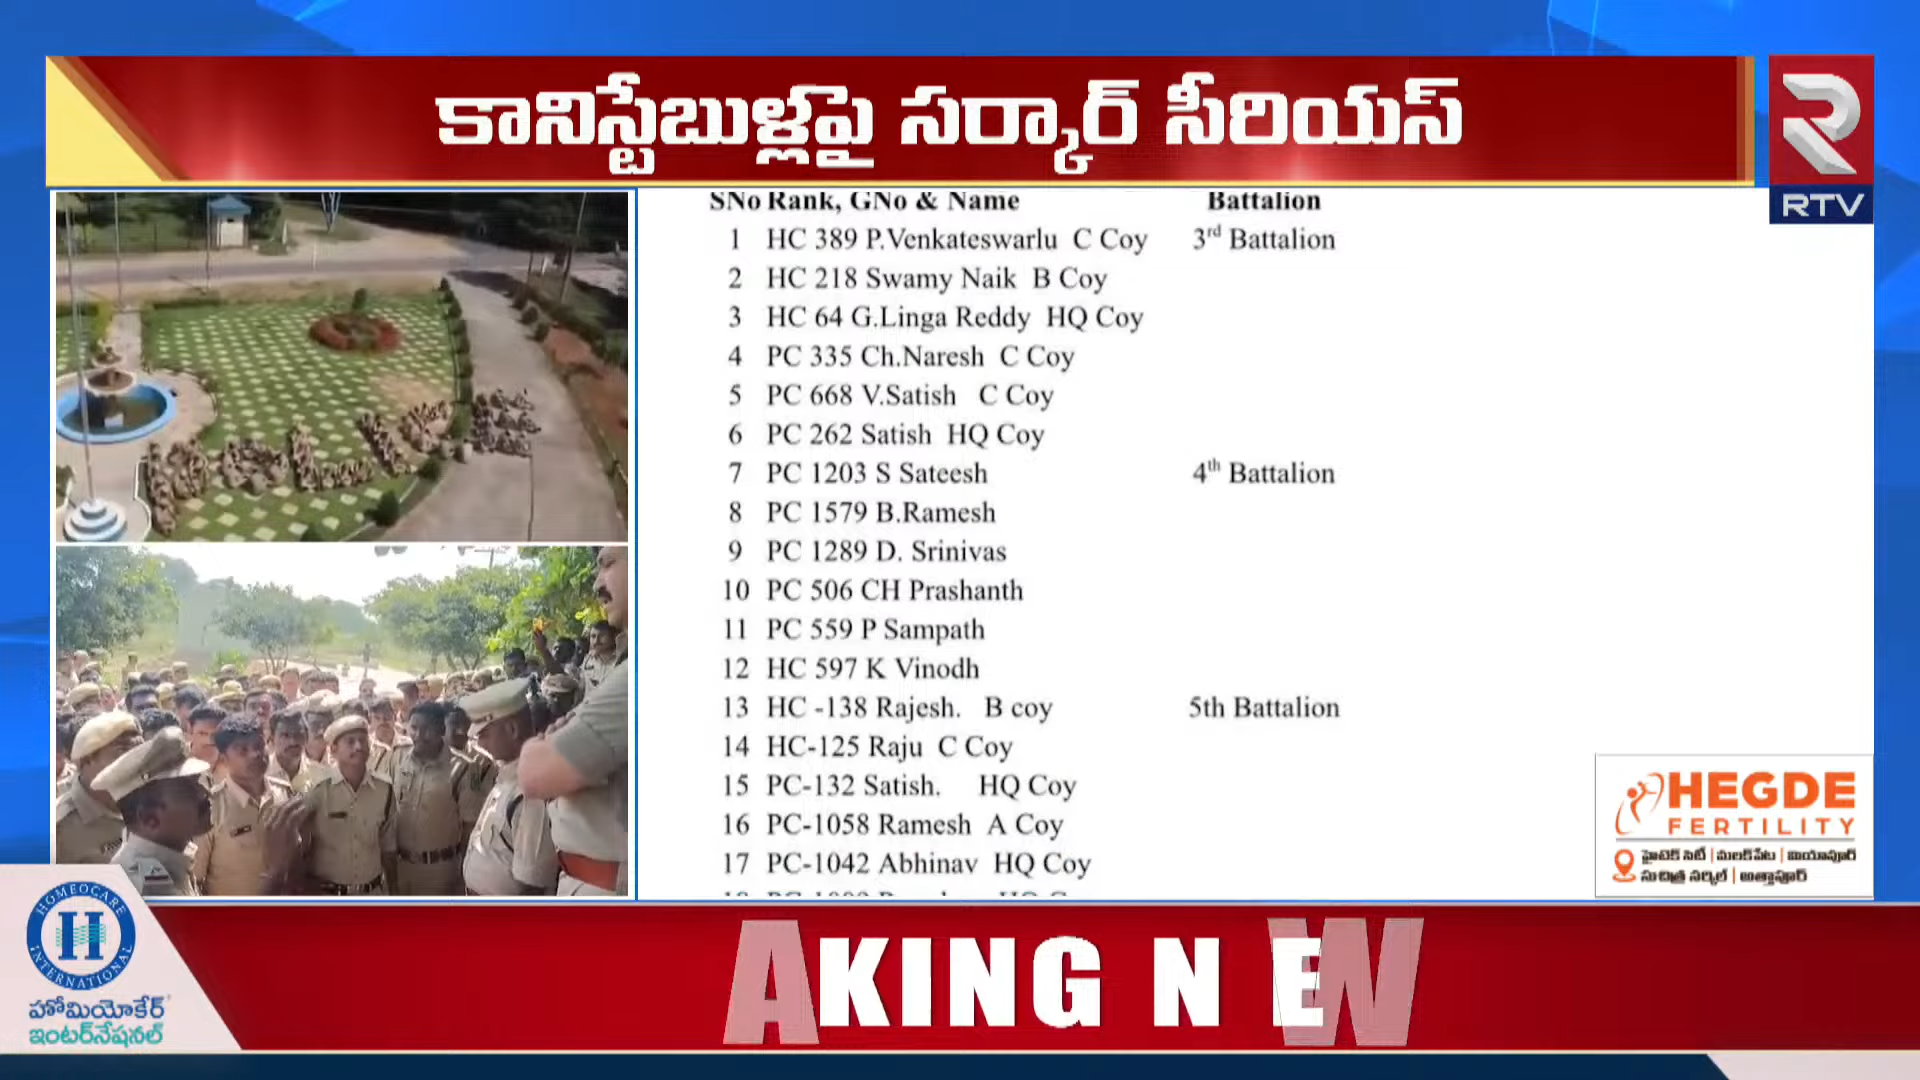 కానిస్టేబుళ్లపై సర్కార్ సీరియస్
RTV
SNo Rank, GNo & Name Battalion
1 HC 389 P.Venkateswarlu C Coy 3rd Battalion
2 HC 218 Swamy Naik B Coy
3 HC 64 G.Linga Reddy HQ Coy
4 PC 335 Ch.Naresh C Coy
5 PC 668 V.Satish C Coy
6 PC 262 Satish HQ Coy
7 PC 1203 S Sateesh 4th Battalion
8 PC 1579 B.Ramesh
9 PC 1289 D. Srinivas
10 PC 506 CH Prashanth
11 PC 559 P Sampath
12 HC 597 K Vinodh
13 HC -138 Rajesh. B coy 5th Battalion
14 HC-125 Raju C Coy
15 PC-132 Satish. HQ Coy
16 PC-1058 Ramesh A Coy
17 PC-1042 Abhinav HQ Coy
HEGDE
FERTILITY
హైటెక్ సిటీ | మలక్‌పేట | మియాపూర్
సుచిత్ర సర్కిల్ | అత్తాపూర్
HOMEOCARE
H
INTERNATIONAL
హోమియోకేర్
ఇంటర్‌నేషనల్
AKING NEW